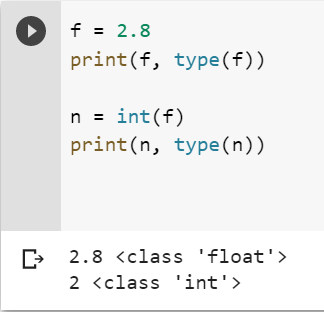 f = 2.8
print(f, type(f))
n = int(f)
print(n, type(n))
2.8 <class 'float'>
2 <class 'int'>